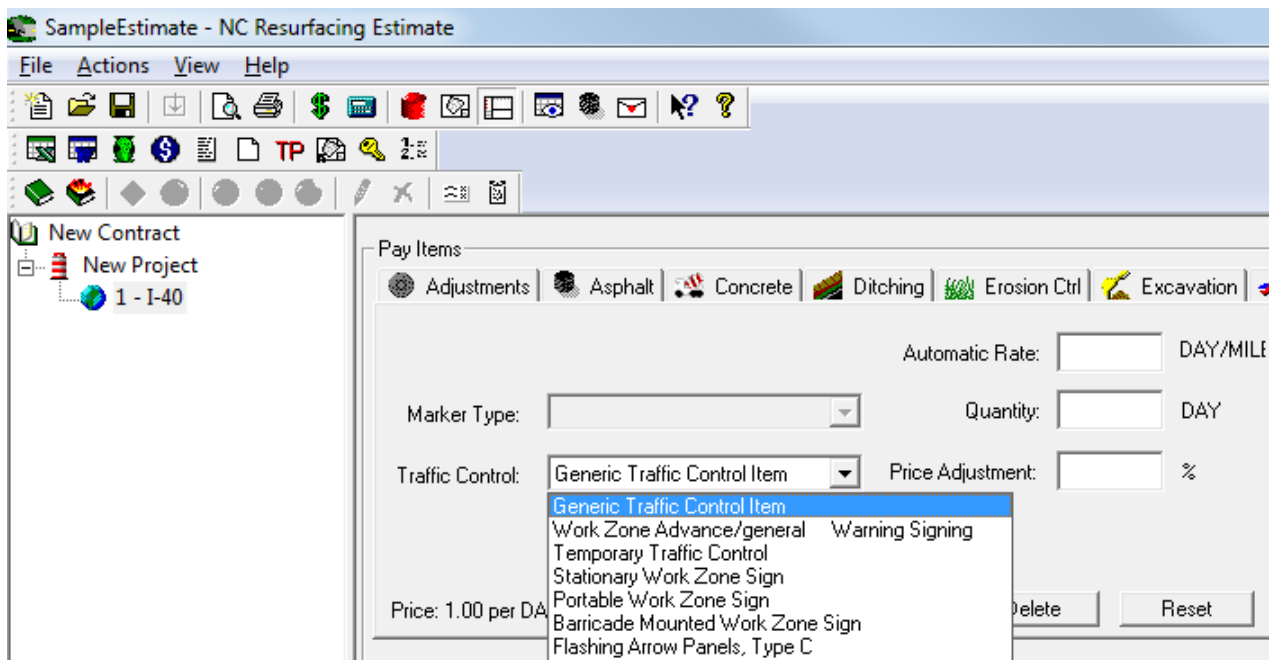 SampleEstimate - NC Resurfacing Estimate
File Actions View Help
TP
New Contract
New Project
1 - I-40
Pay Items
Adjustments Asphalt Concrete Ditching Erosion Ctrl Excavation
Automatic Rate: DAY/MILE
Marker Type: Quantity: DAY
Traffic Control: Generic Traffic Control Item Price Adjustment: %
Generic Traffic Control Item
Work Zone Advance/general Warning Signing
Temporary Traffic Control
Stationary Work Zone Sign
Portable Work Zone Sign
Price: 1.00 per DA Delete Reset
Barricade Mounted Work Zone Sign
Flashing Arrow Panels, Type C